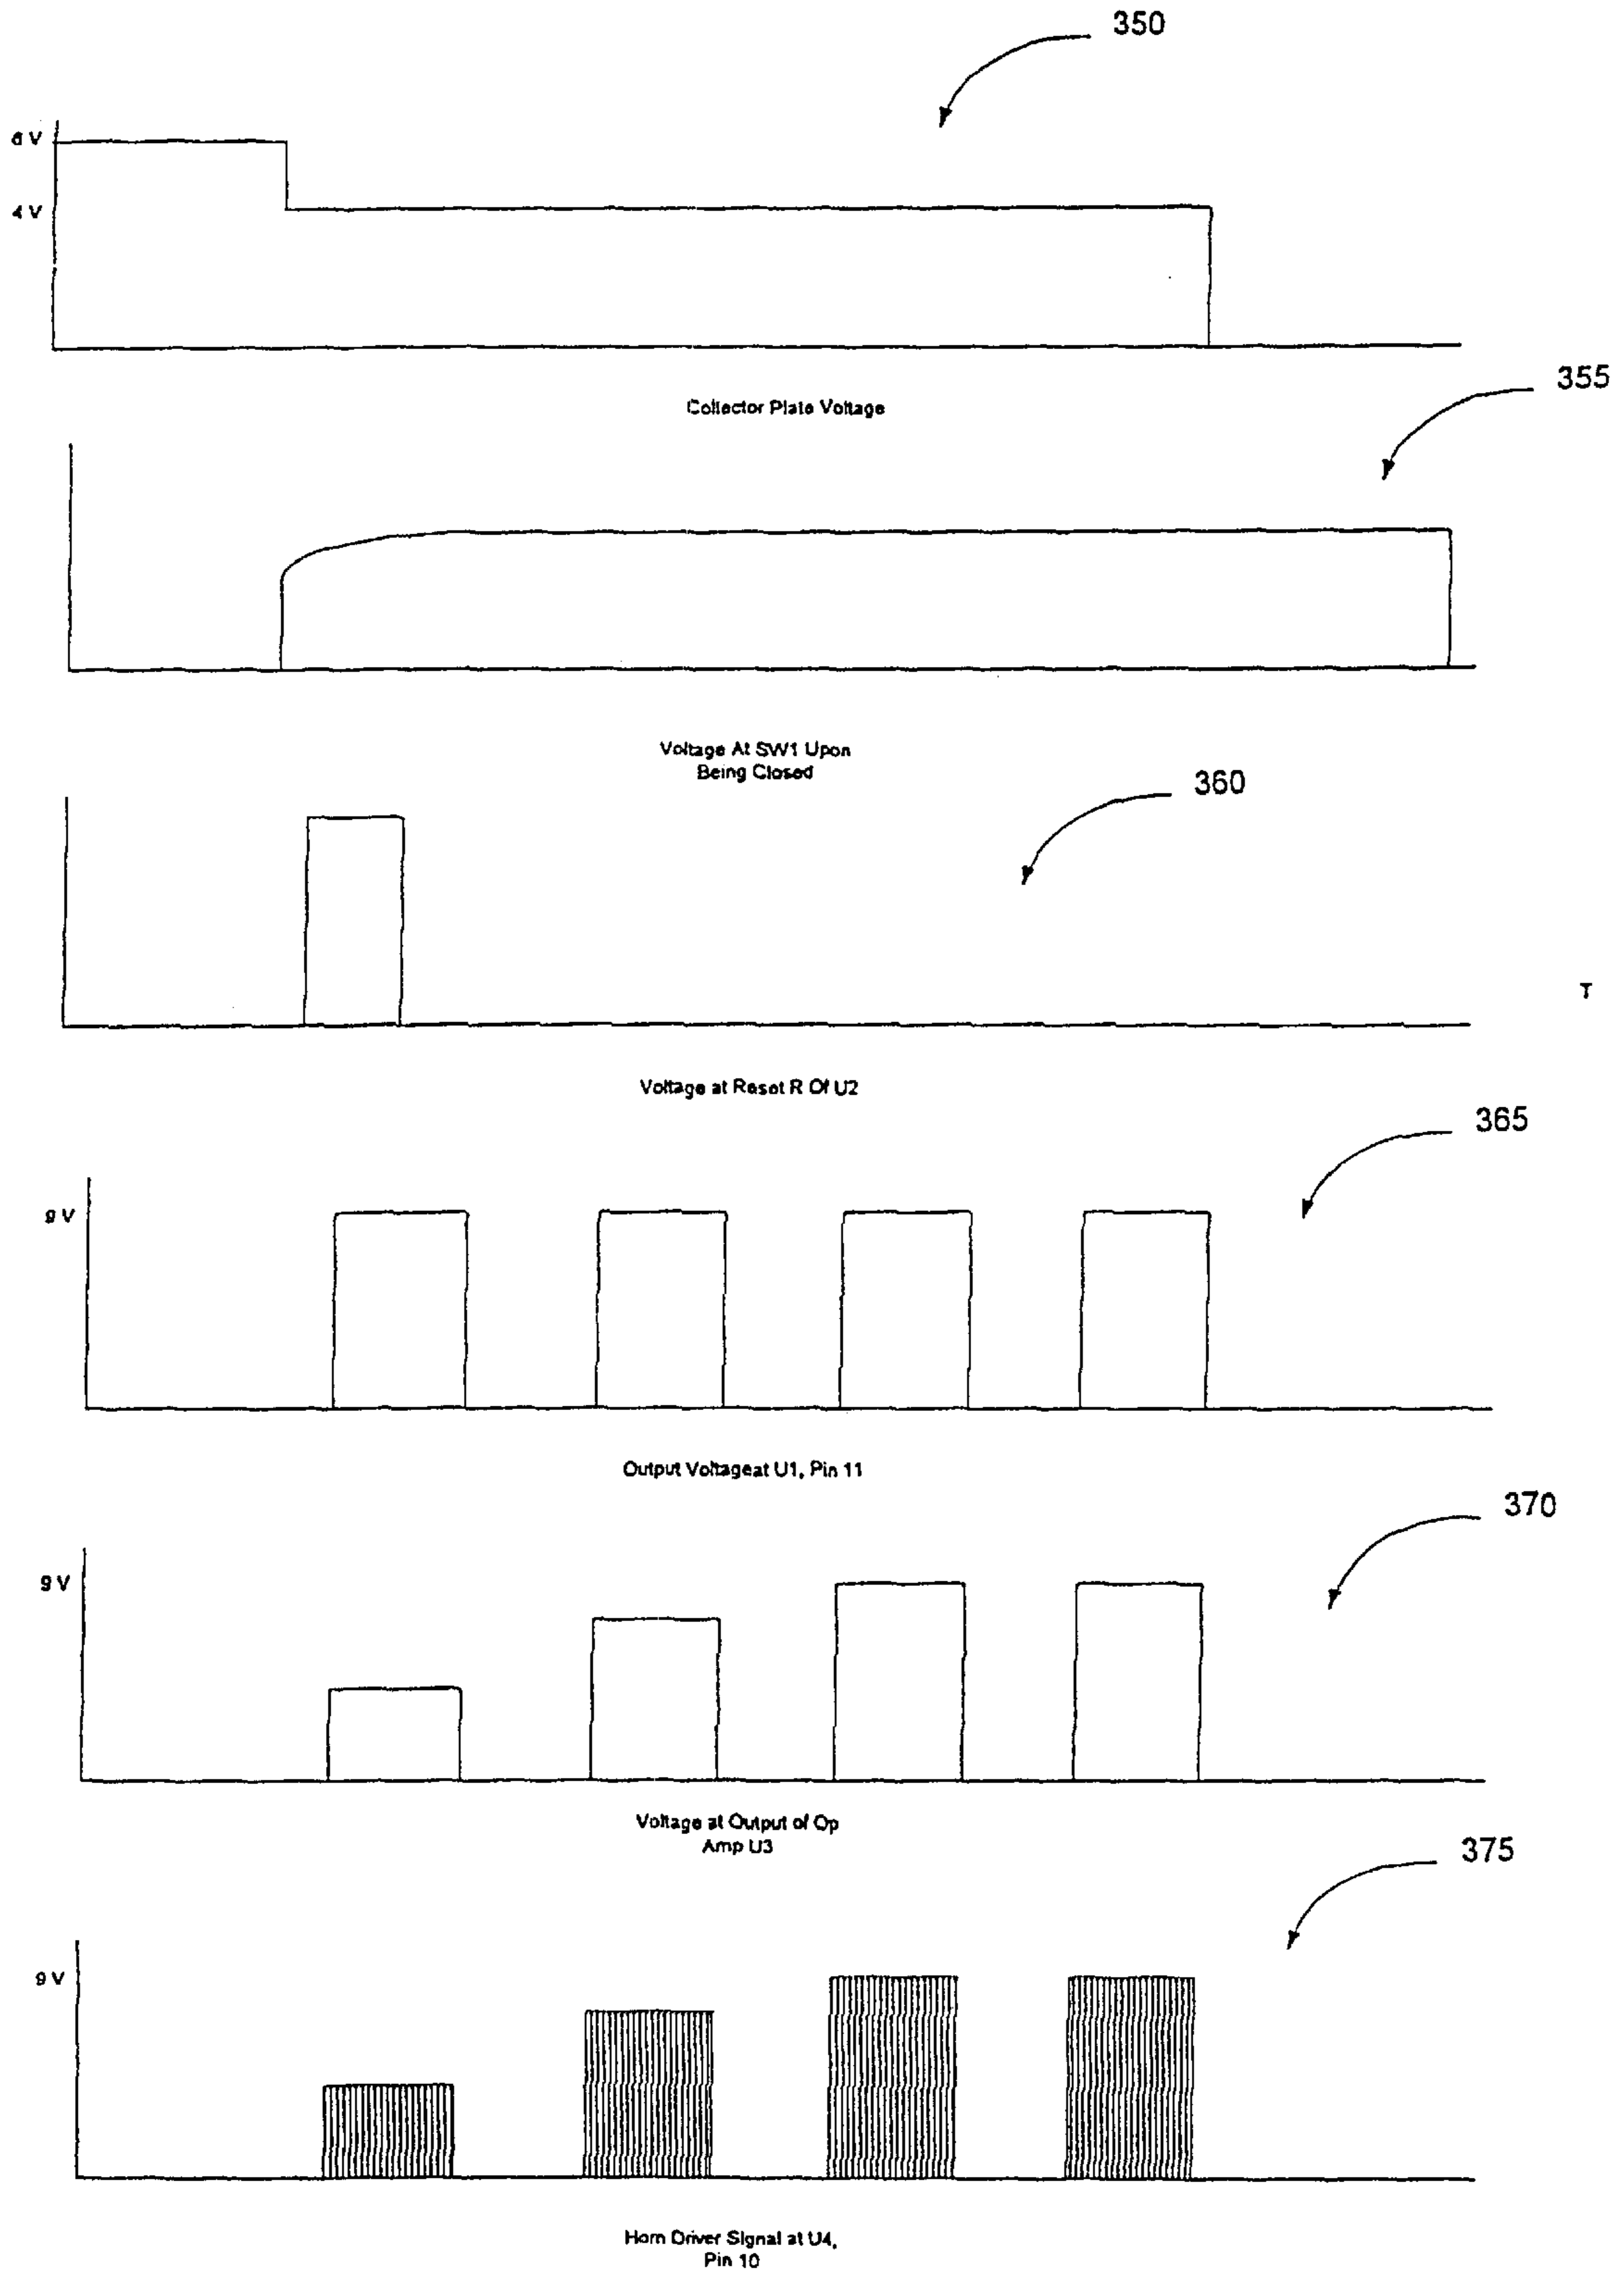 350
6 V
4 V
Collector Plate Voltage
355
Voltage At SW1 Upon
Being Closed
360
T
Voltage at Reset R Of U2
365
9 V
Output Voltageat U1, Pin 11
370
9 V
Voltage at Output of Op
Amp U3
375
9 V
Horn Driver Signal at U4,
Pin 10